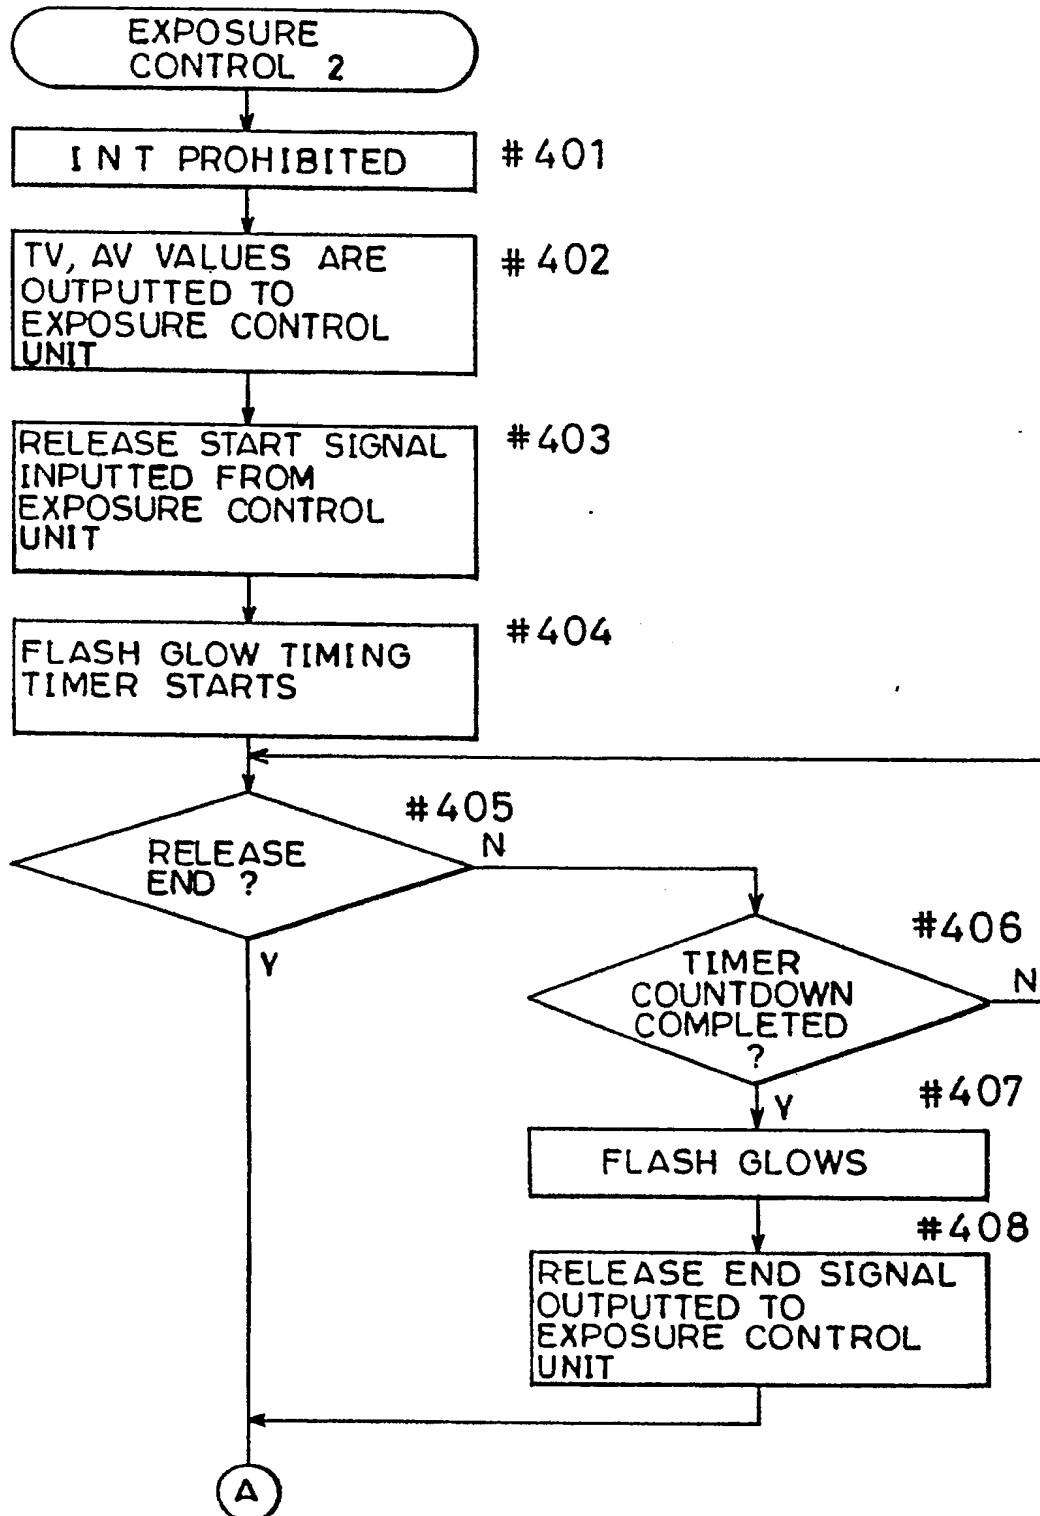 EXPOSURE
CONTROL 2
INT PROHIBITED
#401
TV, AV VALUES ARE
OUTPUTTED TO
EXPOSURE CONTROL
UNIT
#402
RELEASE START SIGNAL
INPUTTED FROM
EXPOSURE CONTROL
UNIT
#403
FLASH GLOW TIMING
TIMER STARTS
#404
#405
RELEASE
END ?
N
Y
#406
TIMER
COUNTDOWN
COMPLETED
?
N
Y
#407
FLASH GLOWS
#408
RELEASE END SIGNAL
OUTPUTTED TO
EXPOSURE CONTROL
UNIT
A